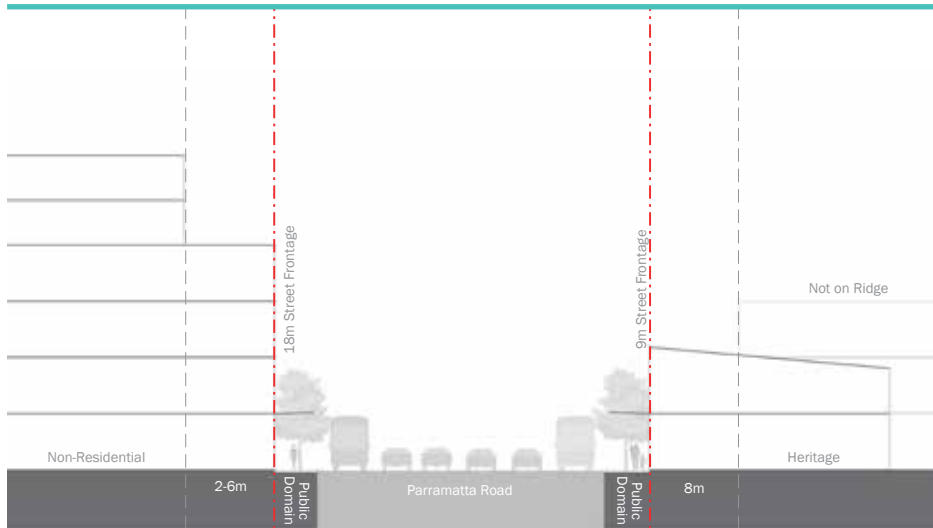 18m Street Frontage
9m Street Frontage
Not on Ridge
Non-Residential
Heritage
2-6m
Public
Domain
Parramatta Road
Public
Domain
8m